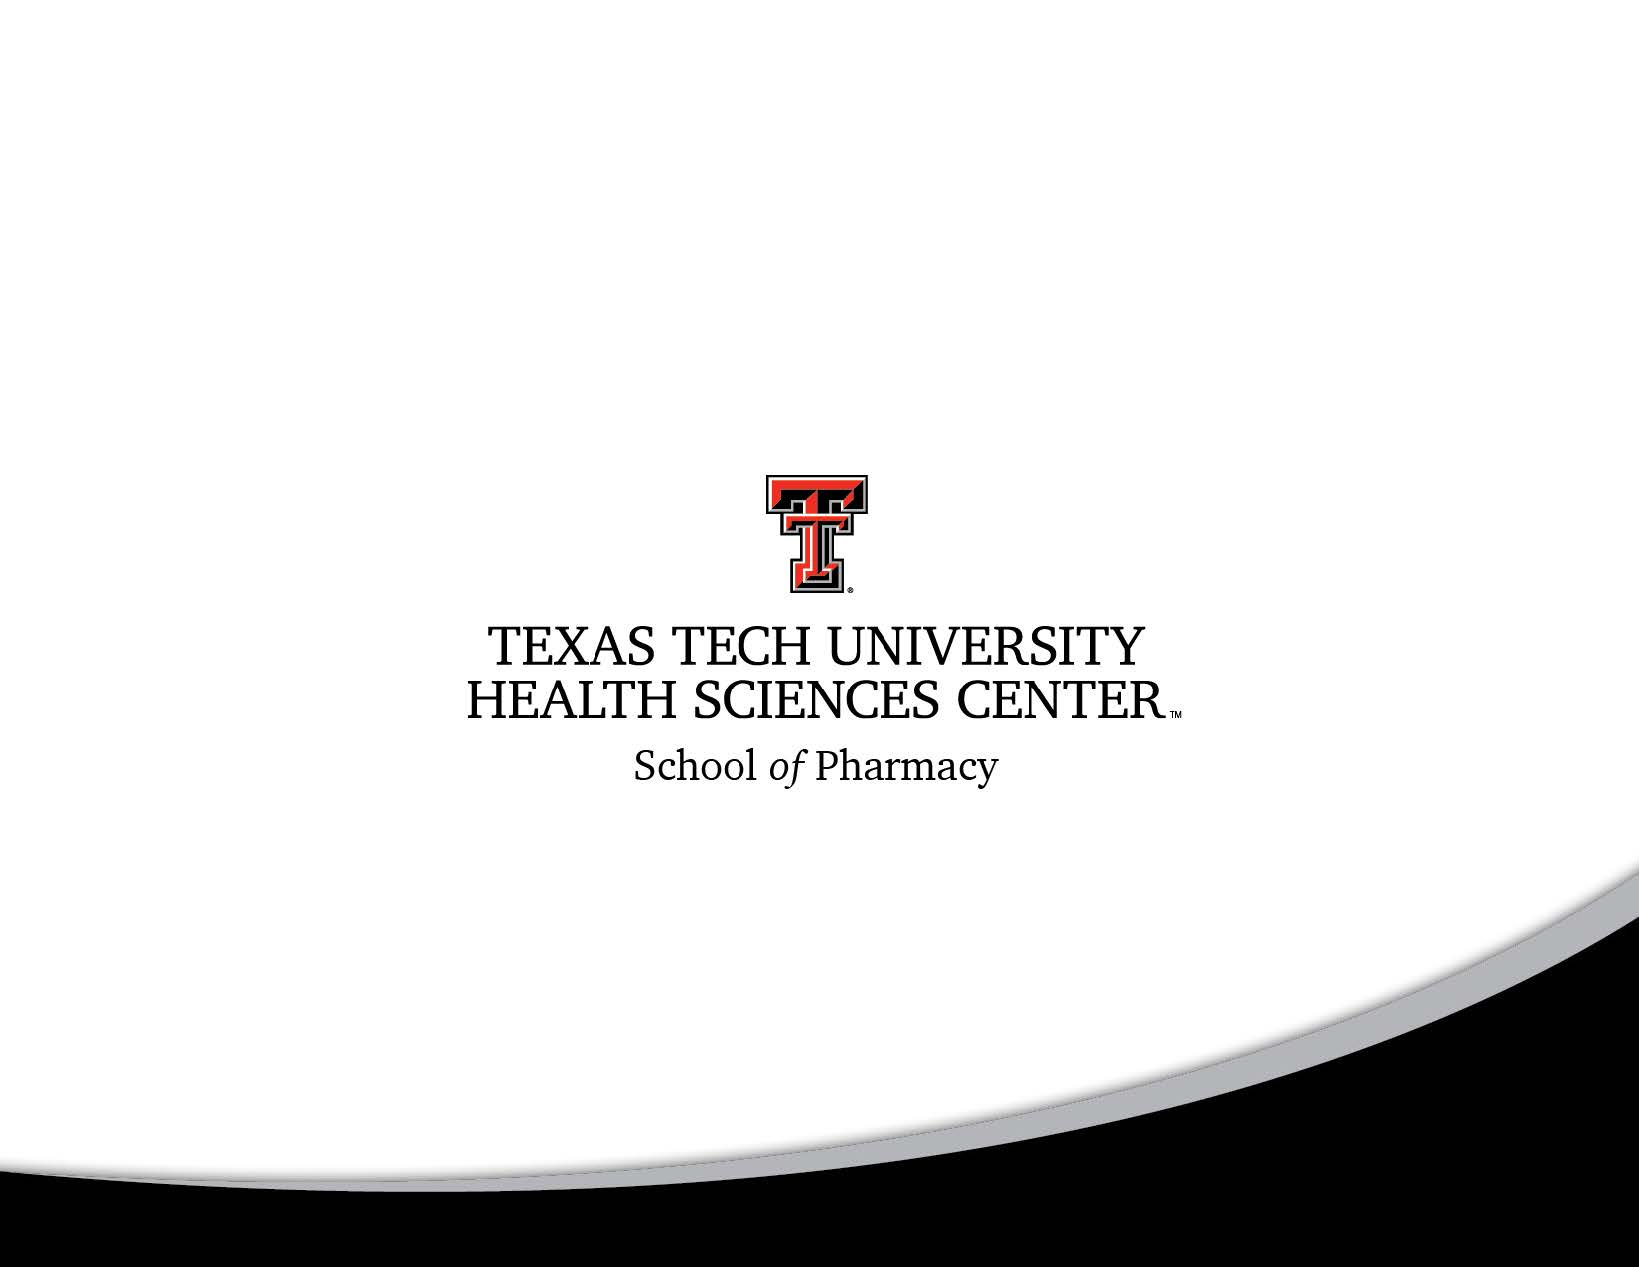 TEXAS TECH UNIVERSITY
HEALTH SCIENCES CENTER™
School of Pharmacy